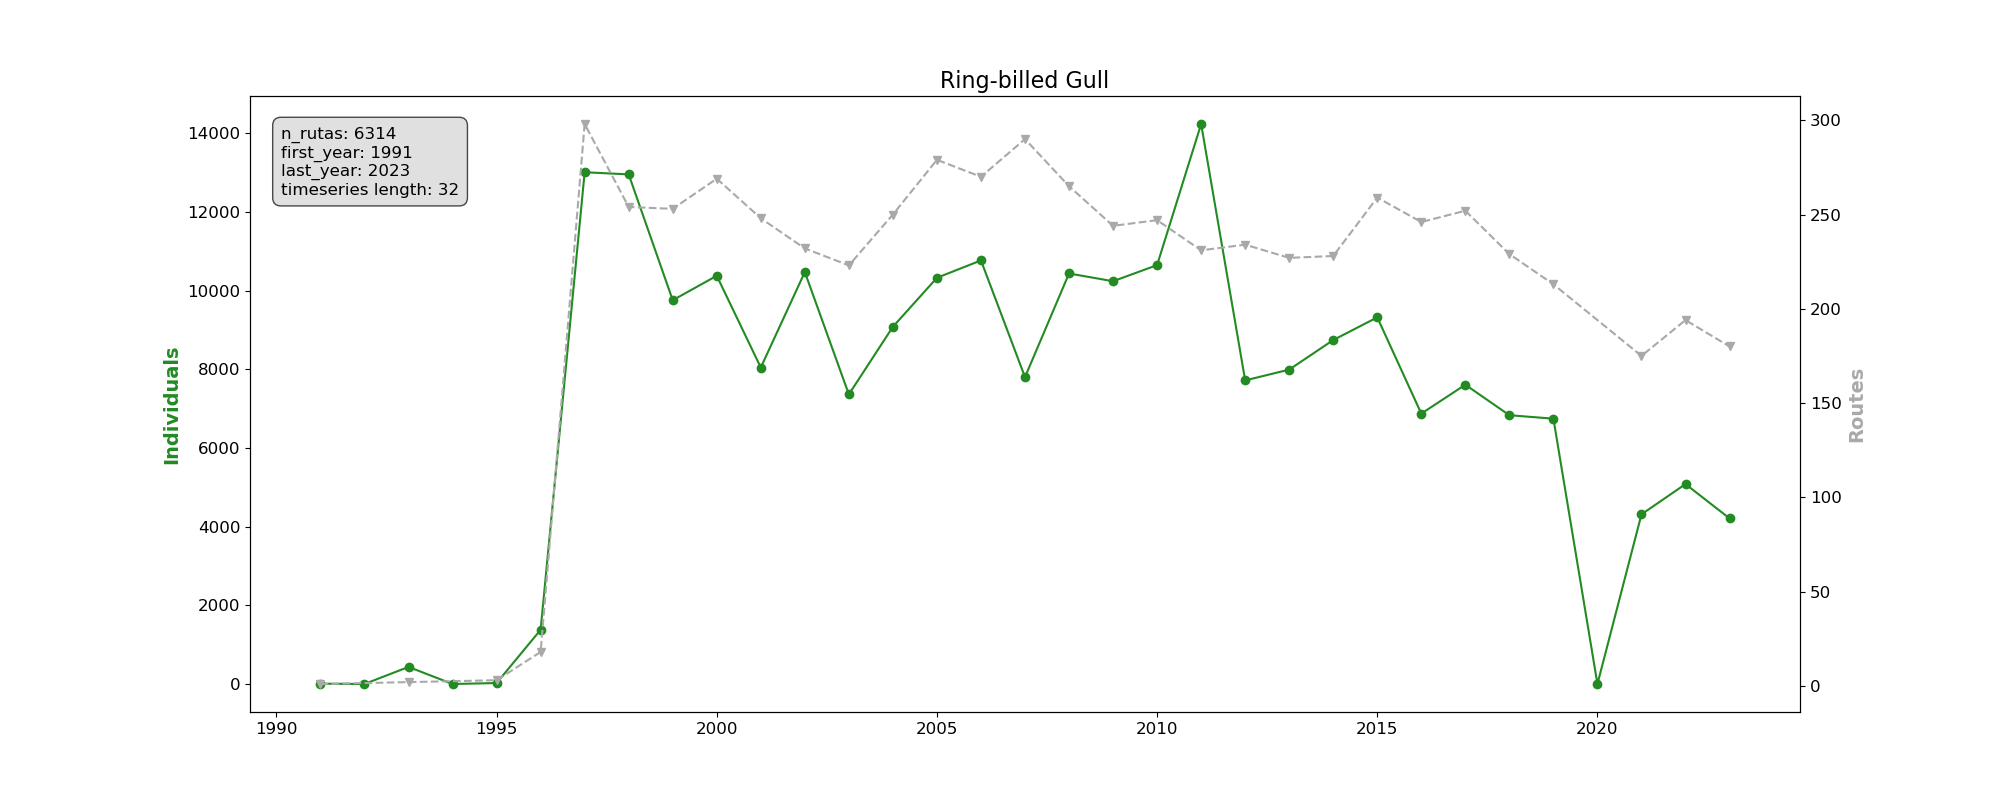 Ring-billed Gull
n_rutas: 6314
first_year: 1991
last_year: 2023
timeseries length: 32
Individuals
14000
12000
10000
8000
6000
4000
2000
0
Routes
300
250
200
150
100
50
0
1990 1995 2000 2005 2010 2015 2020